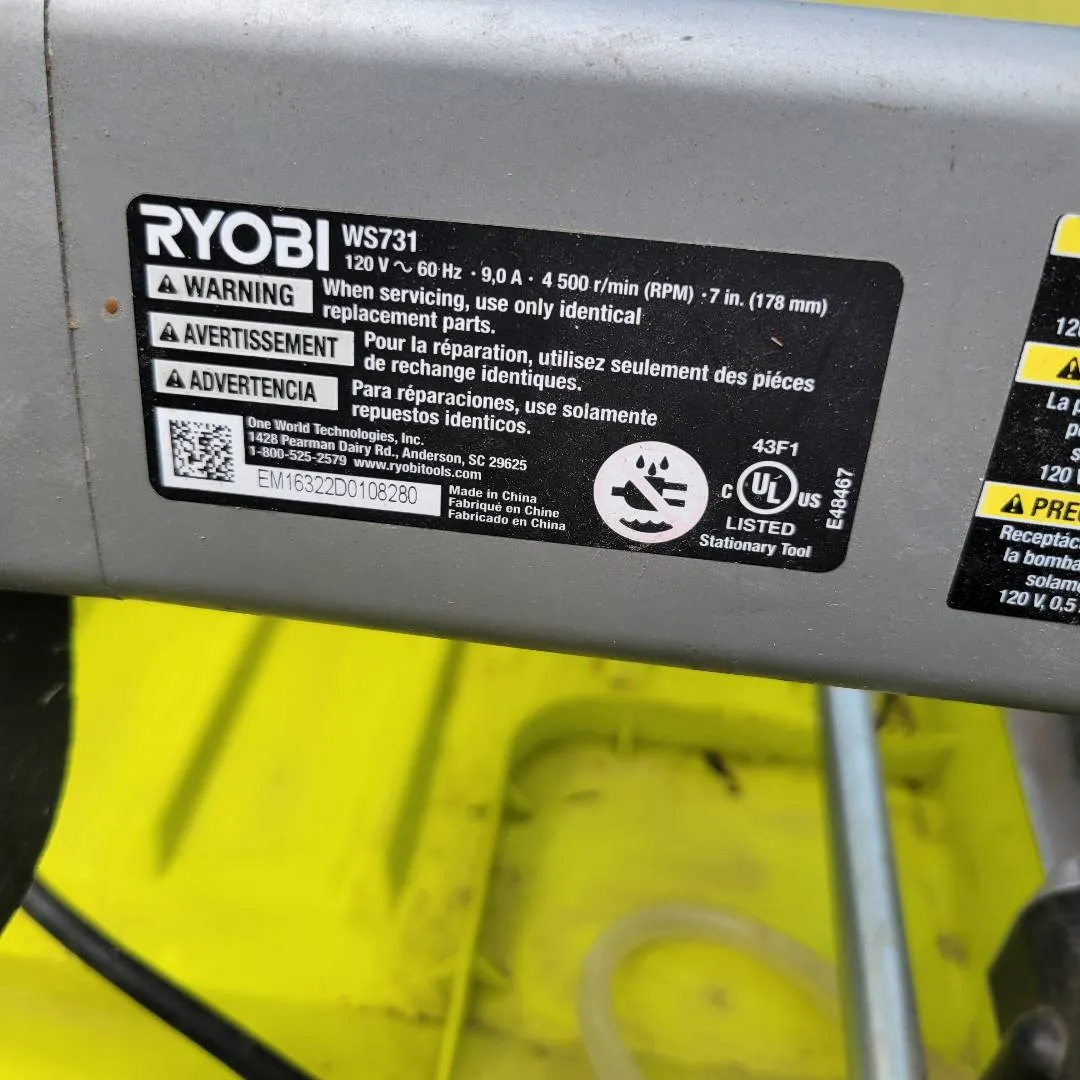 RYOBI WS731
120 V ~ 60 Hz · 9,0 A · 4 500 r/min (RPM) · 7 in. (178 mm)
WARNING When servicing, use only identical
replacement parts.
AVERTISSEMENT Pour la réparation, utilisez seulement des piéces
de rechange identiques.
ADVERTENCIA Para réparaciones, use solamente
repuestos identicos.
One World Technologies, Inc.
1428 Pearman Dairy Rd., Anderson, SC 29625
1-800-525-2579 www.ryobitools.com
EM16322D0108280
Made in China
Fabriqué en Chine
Fabricado en China
43F1
C UL US
LISTED
Stationary Tool
E48467
La
120 V
Receptác
la bomba
solam
120 V, 0,5